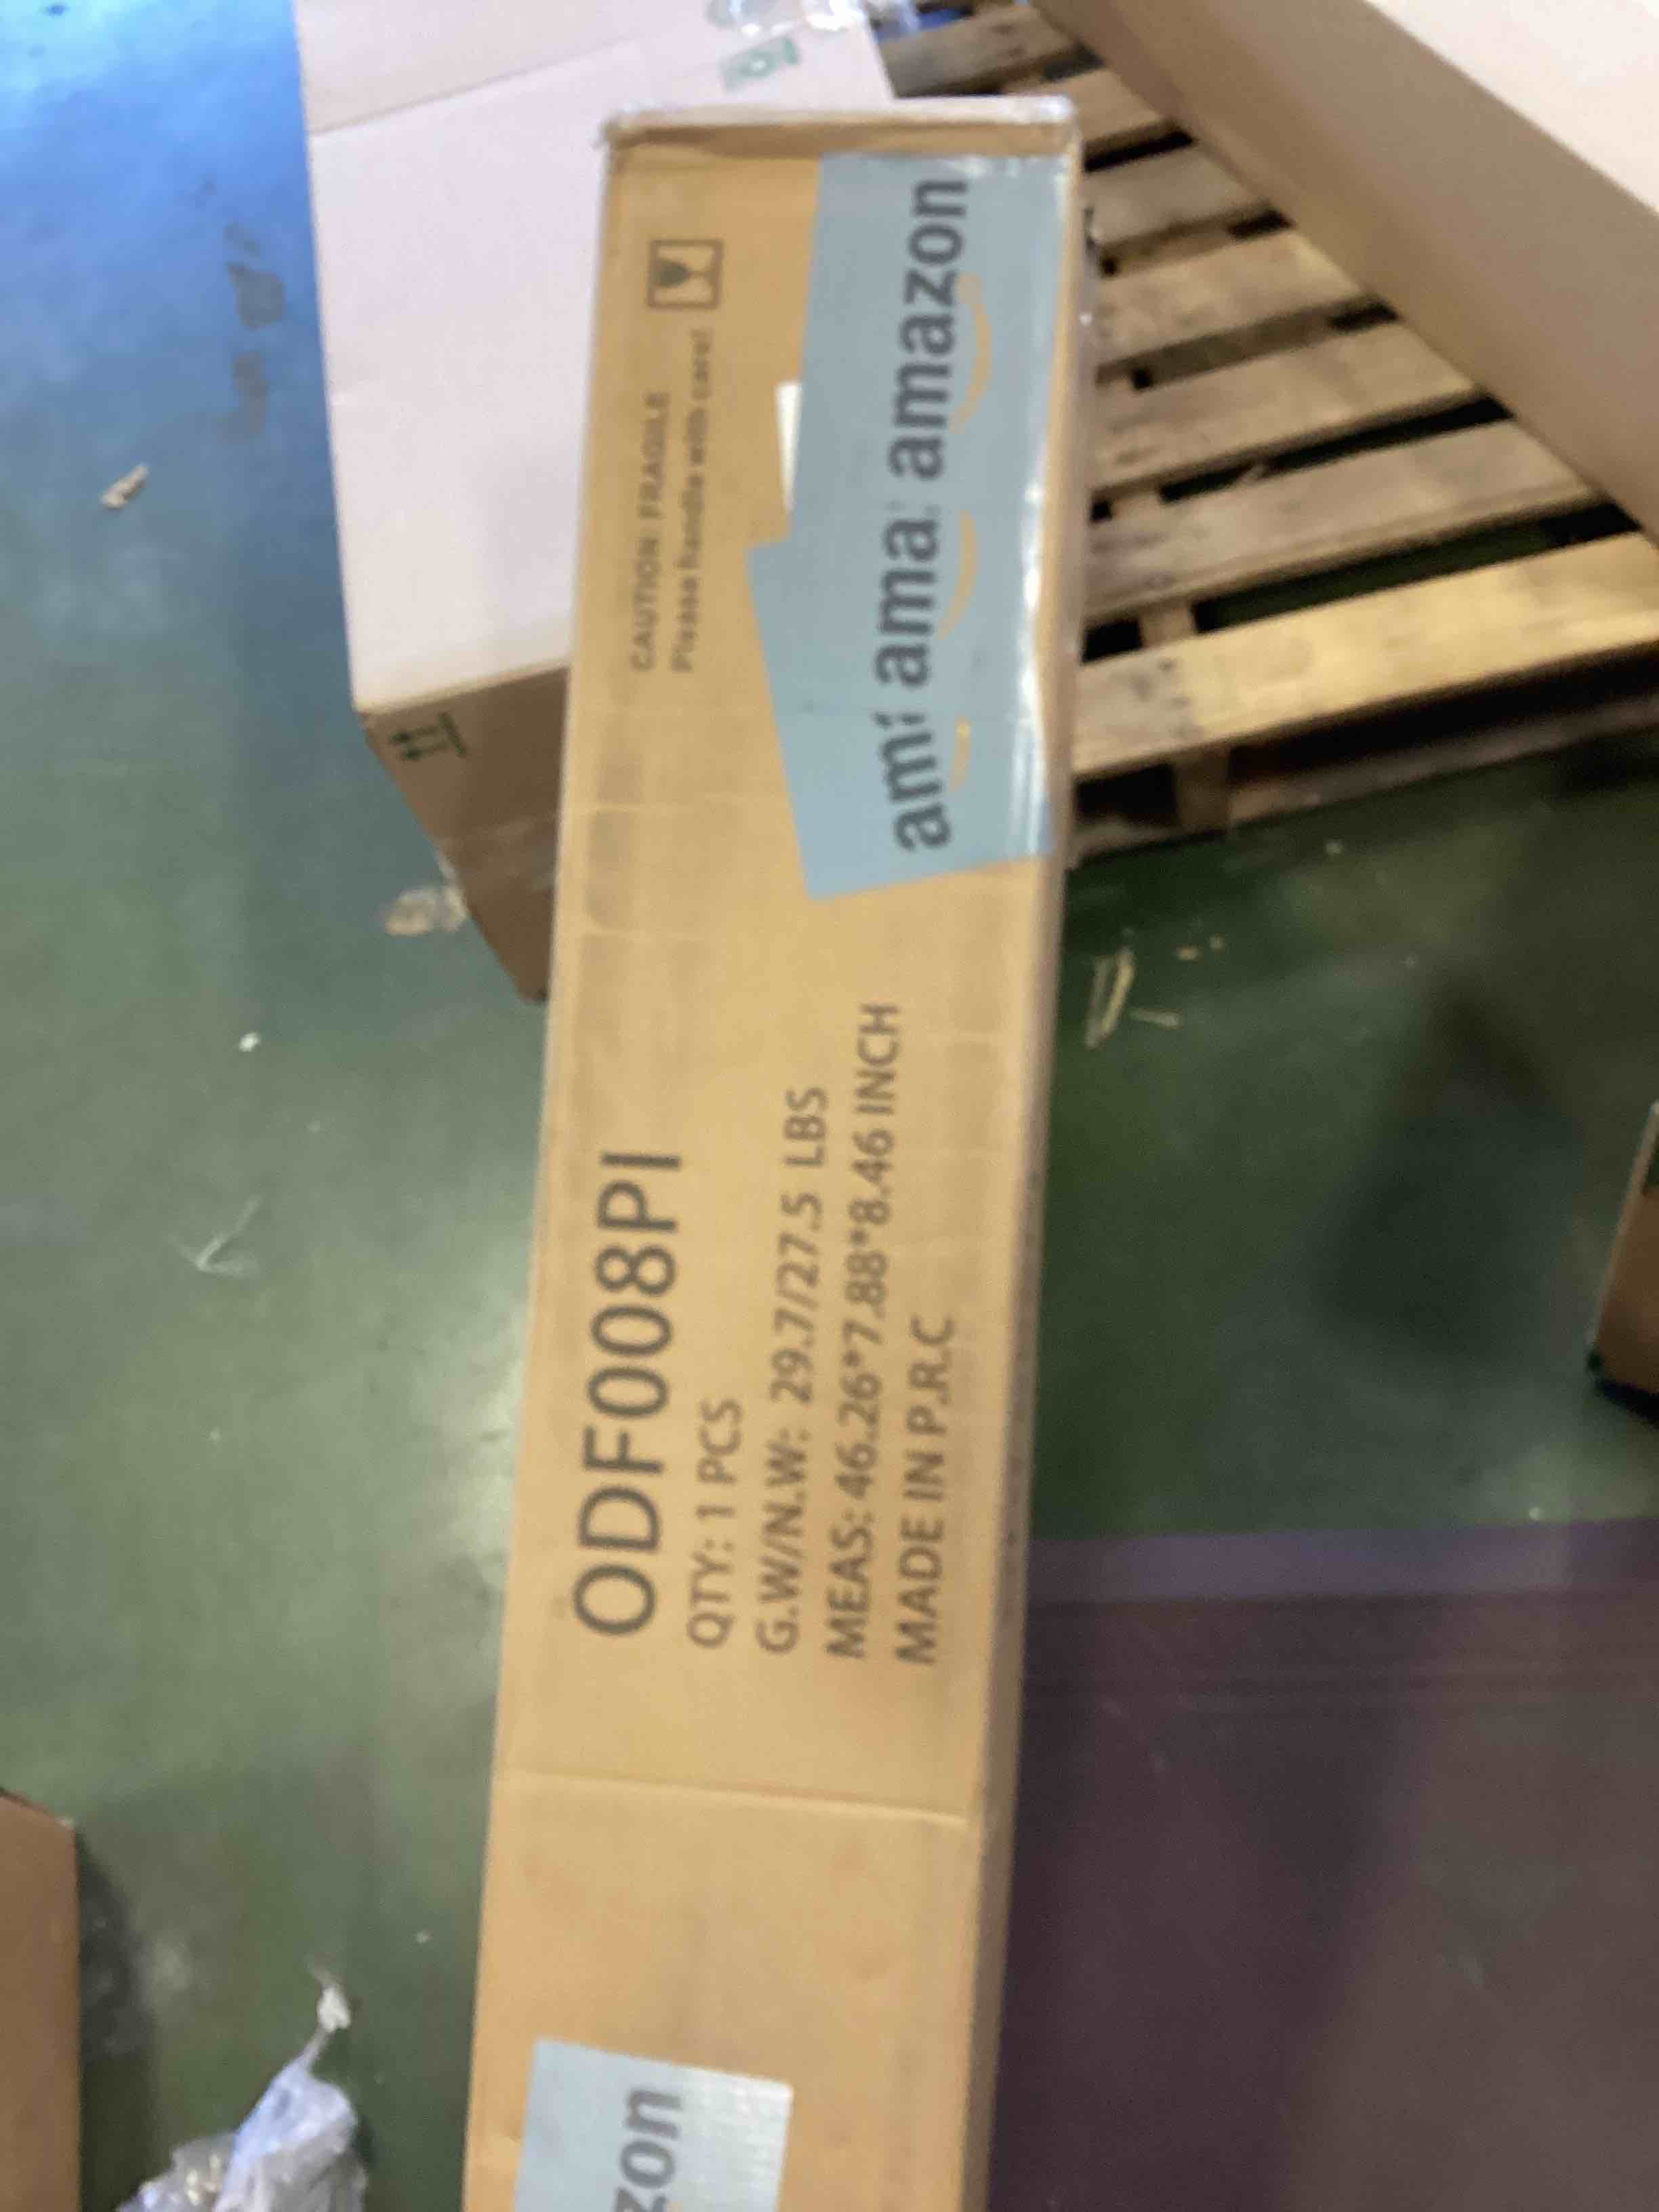 CAUTION FRAGILE
Please handle with care!
amazon
ama
ama
ODF008PI
QTY: 1 PCS
G.W/N.W: 29.7/27.5 LBS
MEAS: 46.26*7.88*8.46 INCH
MADE IN P.R.C
zon